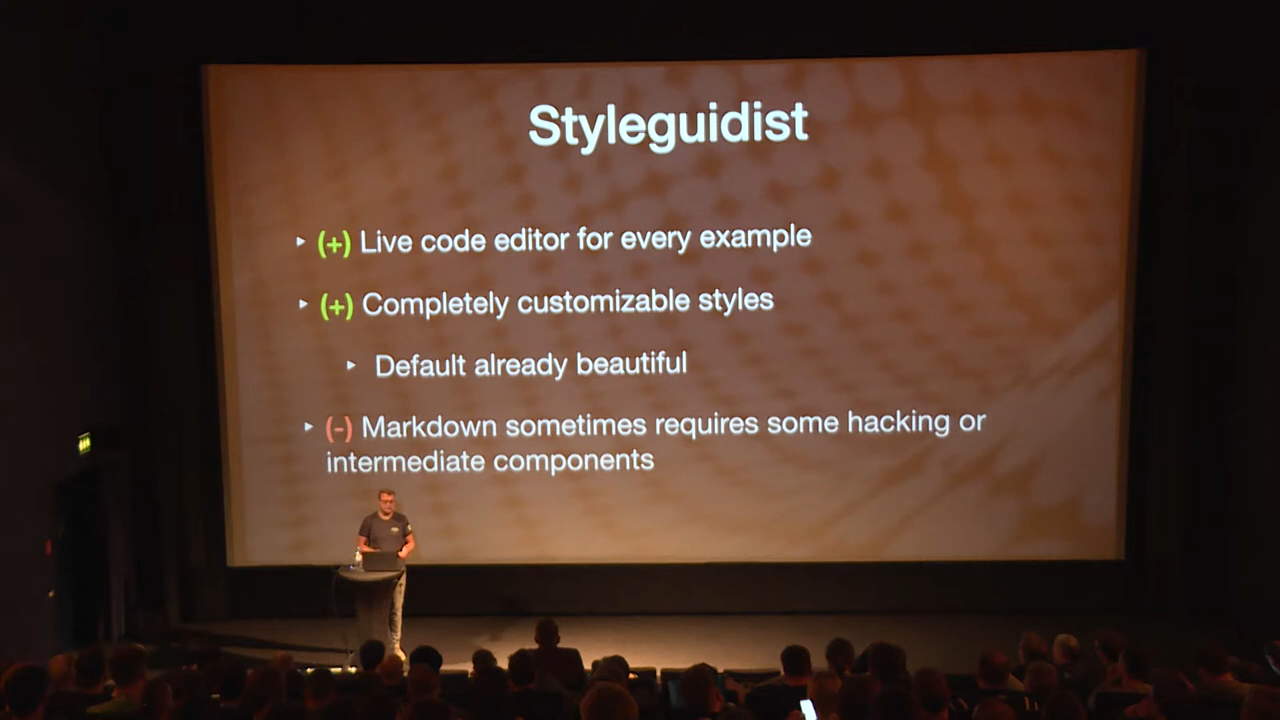 Styleguidist
‣ (+) Live code editor for every example
‣ (+) Completely customizable styles
‣ Default already beautiful
‣ (-) Markdown sometimes requires some hacking or
intermediate components